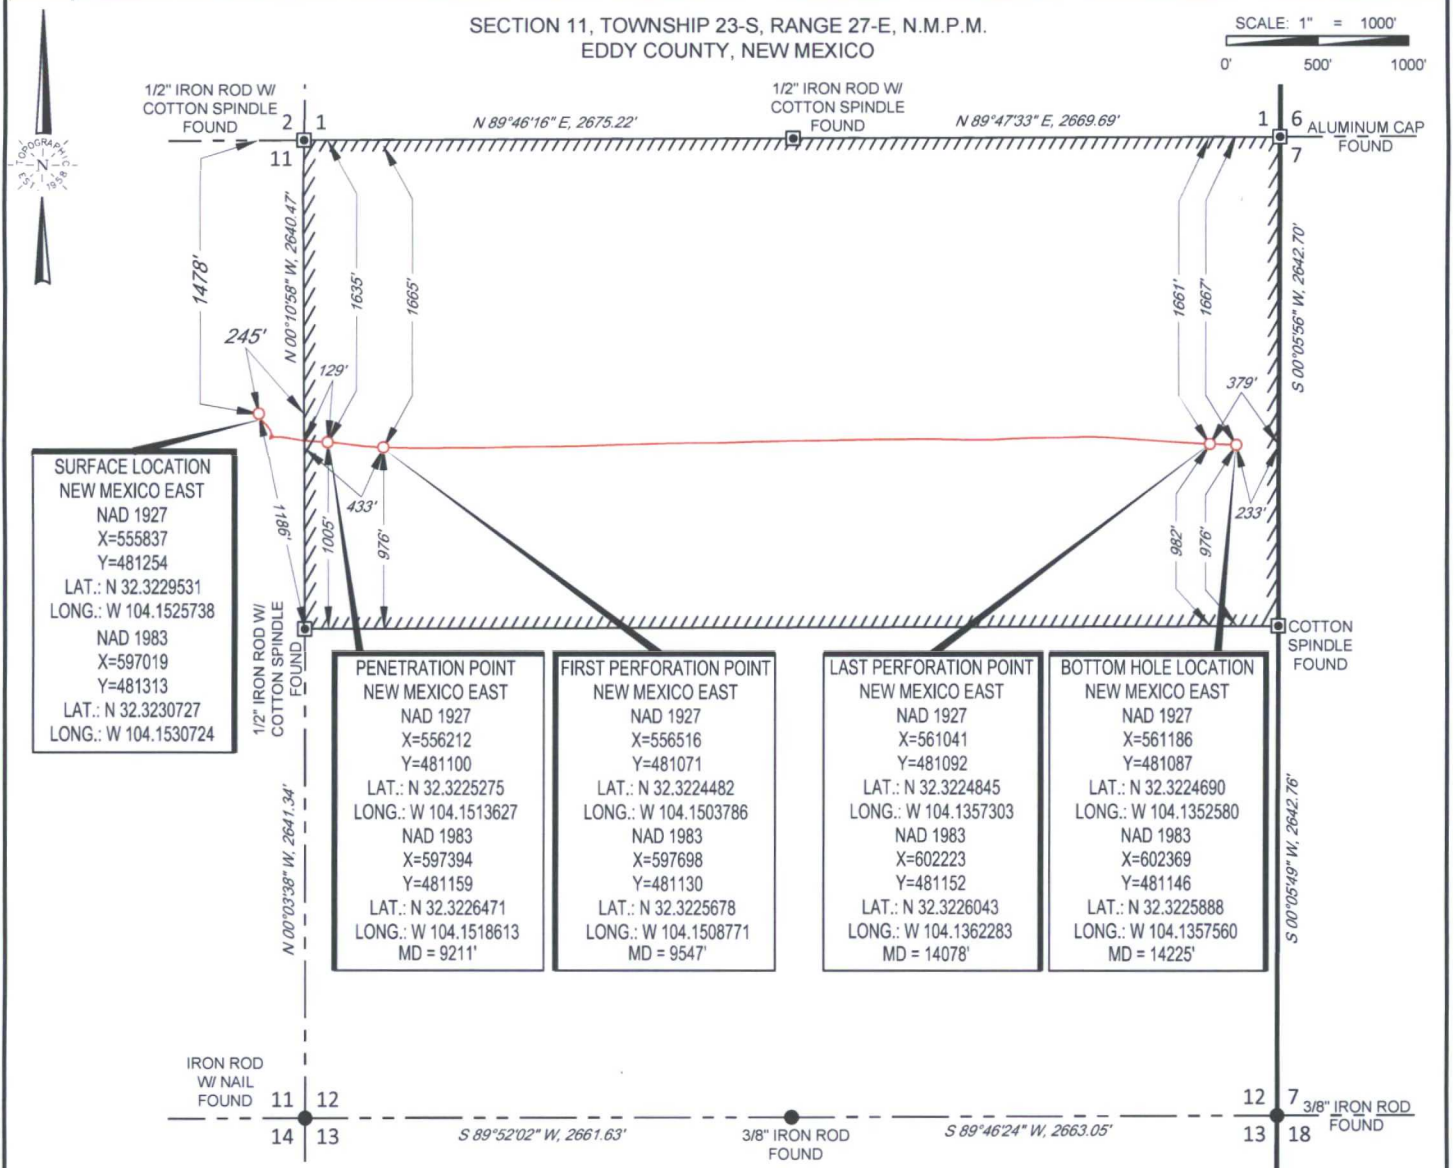 SECTION 11, TOWNSHIP 23-S, RANGE 27-E, N.M.P.M.
EDDY COUNTY, NEW MEXICO
SCALE: 1" = 1000'
0' 500' 1000'
TOPOGRAPHIC
N
EST. 1958
1/2" IRON ROD W/
COTTON SPINDLE
FOUND
2 1
11
N 89°46'16" E, 2675.22'
1/2" IRON ROD W/
COTTON SPINDLE
FOUND
N 89°47'33" E, 2669.69'
1 6
7
ALUMINUM CAP
FOUND
1478'
N 00°10'58" W, 2640.47'
1635'
1665'
1661'
1667'
S 00°05'56" W, 2642.70'
245'
129'
379'
433'
233'
1186'
1005'
976'
982'
976'
SURFACE LOCATION
NEW MEXICO EAST
NAD 1927
X=555837
Y=481254
LAT.: N 32.3229531
LONG.: W 104.1525738
NAD 1983
X=597019
Y=481313
LAT.: N 32.3230727
LONG.: W 104.1530724
1/2" IRON ROD W/
COTTON SPINDLE
FOUND
COTTON
SPINDLE
FOUND
PENETRATION POINT
NEW MEXICO EAST
NAD 1927
X=556212
Y=481100
LAT.: N 32.3225275
LONG.: W 104.1513627
NAD 1983
X=597394
Y=481159
LAT.: N 32.3226471
LONG.: W 104.1518613
MD = 9211'
FIRST PERFORATION POINT
NEW MEXICO EAST
NAD 1927
X=556516
Y=481071
LAT.: N 32.3224482
LONG.: W 104.1503786
NAD 1983
X=597698
Y=481130
LAT.: N 32.3225678
LONG.: W 104.1508771
MD = 9547'
LAST PERFORATION POINT
NEW MEXICO EAST
NAD 1927
X=561041
Y=481092
LAT.: N 32.3224845
LONG.: W 104.1357303
NAD 1983
X=602223
Y=481152
LAT.: N 32.3226043
LONG.: W 104.1362283
MD = 14078'
BOTTOM HOLE LOCATION
NEW MEXICO EAST
NAD 1927
X=561186
Y=481087
LAT.: N 32.3224690
LONG.: W 104.1352580
NAD 1983
X=602369
Y=481146
LAT.: N 32.3225888
LONG.: W 104.1357560
MD = 14225'
N 00°03'38" W, 2641.34'
S 00°05'49" W, 2642.76'
IRON ROD
W/ NAIL
FOUND
11 12
14 13
S 89°52'02" W, 2661.63'
3/8" IRON ROD
FOUND
S 89°46'24" W, 2663.05'
12 7
13 18
3/8" IRON ROD
FOUND